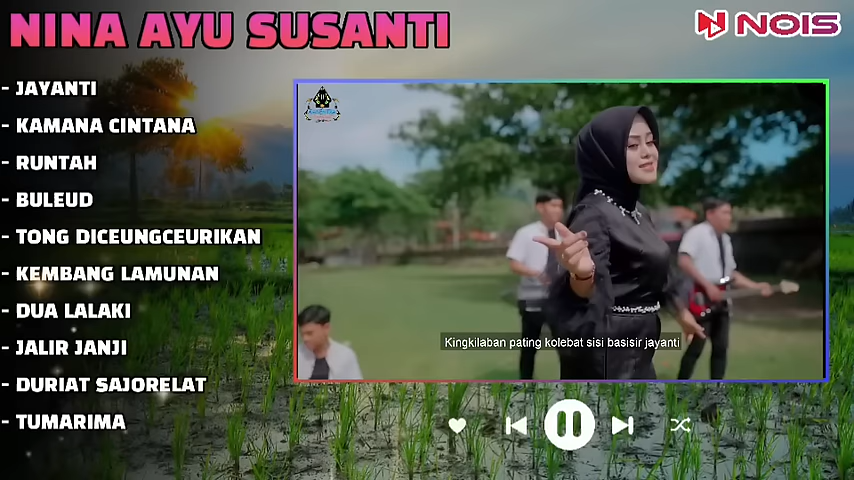 NINA AYU SUSANTI
NOIS
- JAYANTI
- KAMANA CINTANA
- RUNTAH
- BULEUD
- TONG DICEUNGCEURIKAN
- KEMBANG LAMUNAN
- DUA LALAKI
- JALIR JANJI
- DURIAT SAJORELAT
- TUMARIMA
Kingkilaban pating kolebat sisi basisir jayanti